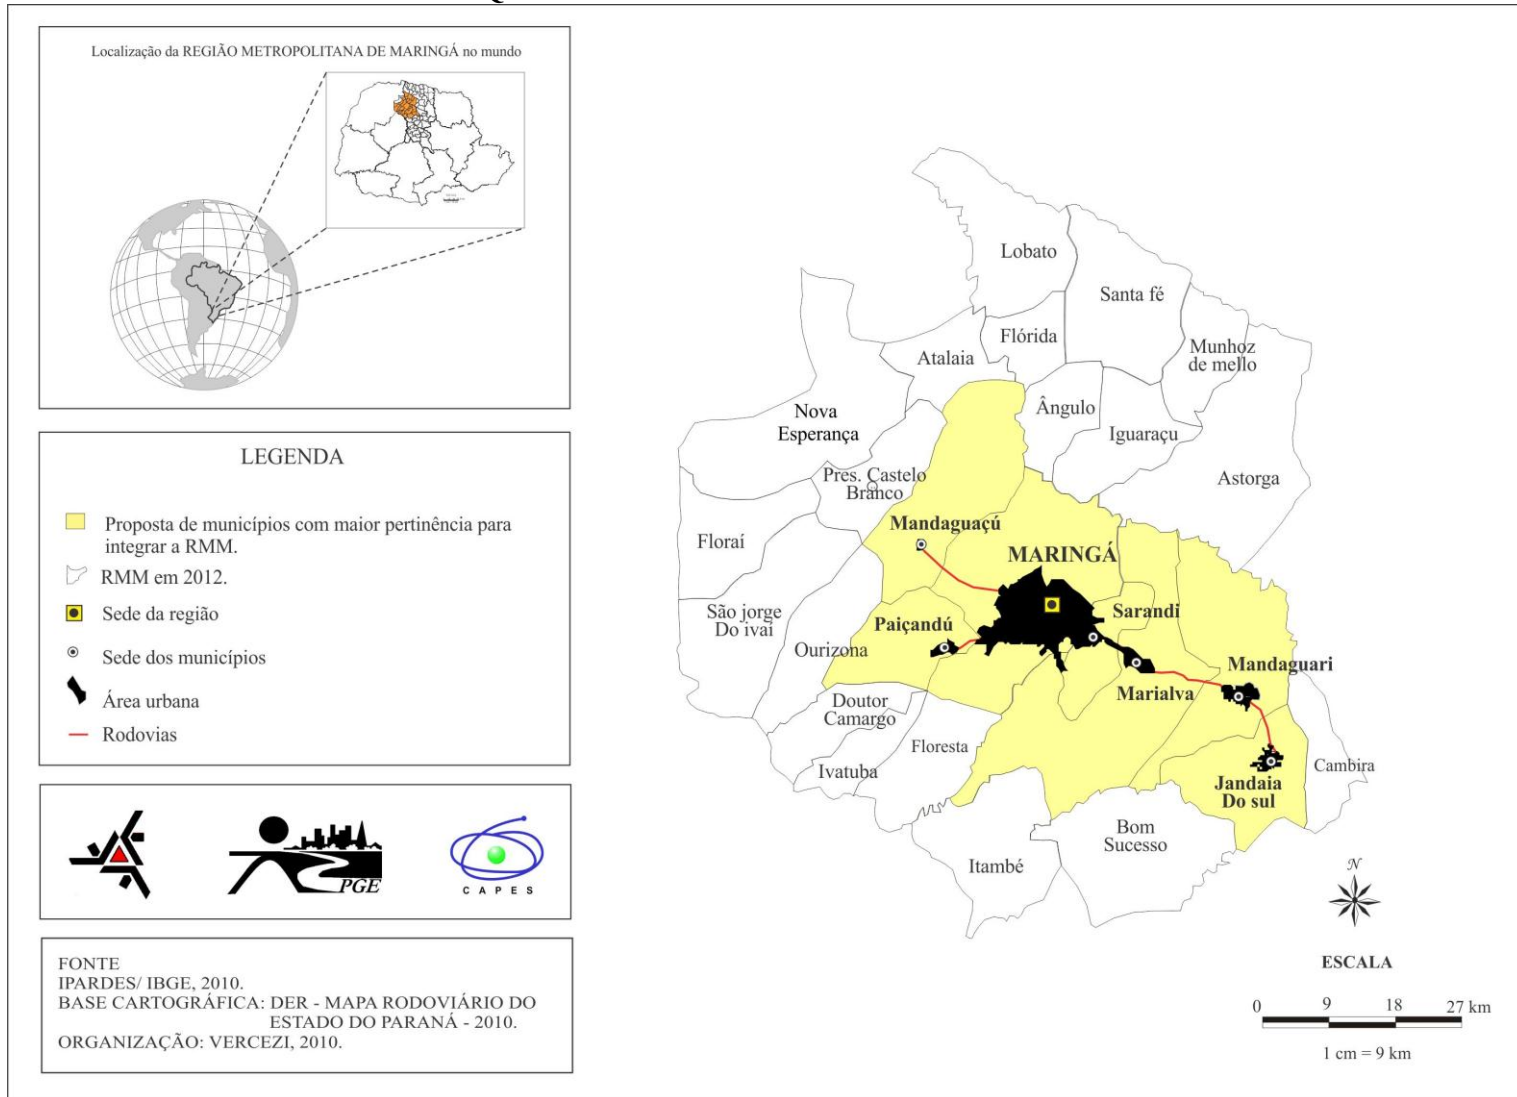 Localização da REGIÃO METROPOLITANA DE MARINGÁ no mundo
LEGENDA
Proposta de municípios com maior pertinência para
integrar a RMM.
RMM em 2012.
Sede da região
Sede dos municípios
Área urbana
Rodovias
PGE
CAPES
FONTE
IPARDES/ IBGE, 2010.
BASE CARTOGRÁFICA: DER - MAPA RODOVIÁRIO DO
ESTADO DO PARANÁ - 2010.
ORGANIZAÇÃO: VERCEZI, 2010.
Lobato
Santa fé
Flórida
Munhoz
de mello
Atalaia
Ângulo
Nova
Esperança
Iguaraçu
Astorga
Pres. Castelo
Branco
Mandaguaçú
Floraí
MARINGÁ
São jorge
Do ivaí
Sarandi
Paiçandú
Ourizona
Mandaguari
Marialva
Doutor
Camargo
Floresta
Ivatuba
Cambira
Jandaia
Do sul
Bom
Sucesso
Itambé
N
ESCALA
0 9 18 27 km
1 cm = 9 km